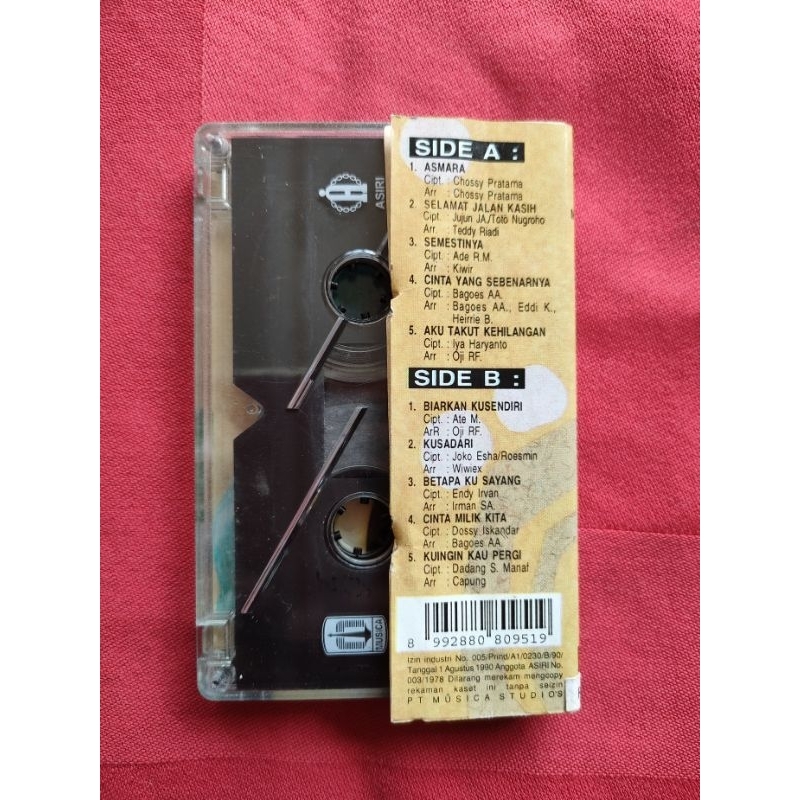 ASIRI
MUSICA
SIDE A :
1. ASMARA
Cipt. : Chossy Pratama
Arr : Chossy Pratama
2. SELAMAT JALAN KASIH
Cipt. : Jujun JA/Toto Nugroho
Arr. : Teddy Riadi
3. SEMESTINYA
Cipt. : Ade R.M.
Arr : Kiwir
4. CINTA YANG SEBENARNYA
Cipt. : Bagoes AA.
Arr : Bagoes AA., Eddi K.,
Heirrie B.
5. AKU TAKUT KEHILANGAN
Cipt. : Iya Haryanto
Arr : Oji RF.
SIDE B :
1. BIARKAN KUSENDIRI
Cipt. : Ate M.
ArR : Oji RF.
2. KUSADARI
Cipt. : Joko Esha/Roesmin
Arr : Wiwiex
3. BETAPA KU SAYANG
Cipt. : Endy Irvan
Arr : Irman SA.
4. CINTA MILIK KITA
Cipt. : Dossy Iskandar
Arr : Bagoes AA.
5. KUINGIN KAU PERGI
Cipt. : Dadang S. Manaf
Arr : Capung
8 992880 809519
Izin industri No. 005/Prind/A1/0230/B/90/
Tanggal 1 Agustus 1990 Anggota ASIRI No.
003/1978 Dilarang merekam mengcopy
rekaman kaset ini tanpa seizin
PT MUSICA STUDIO'S